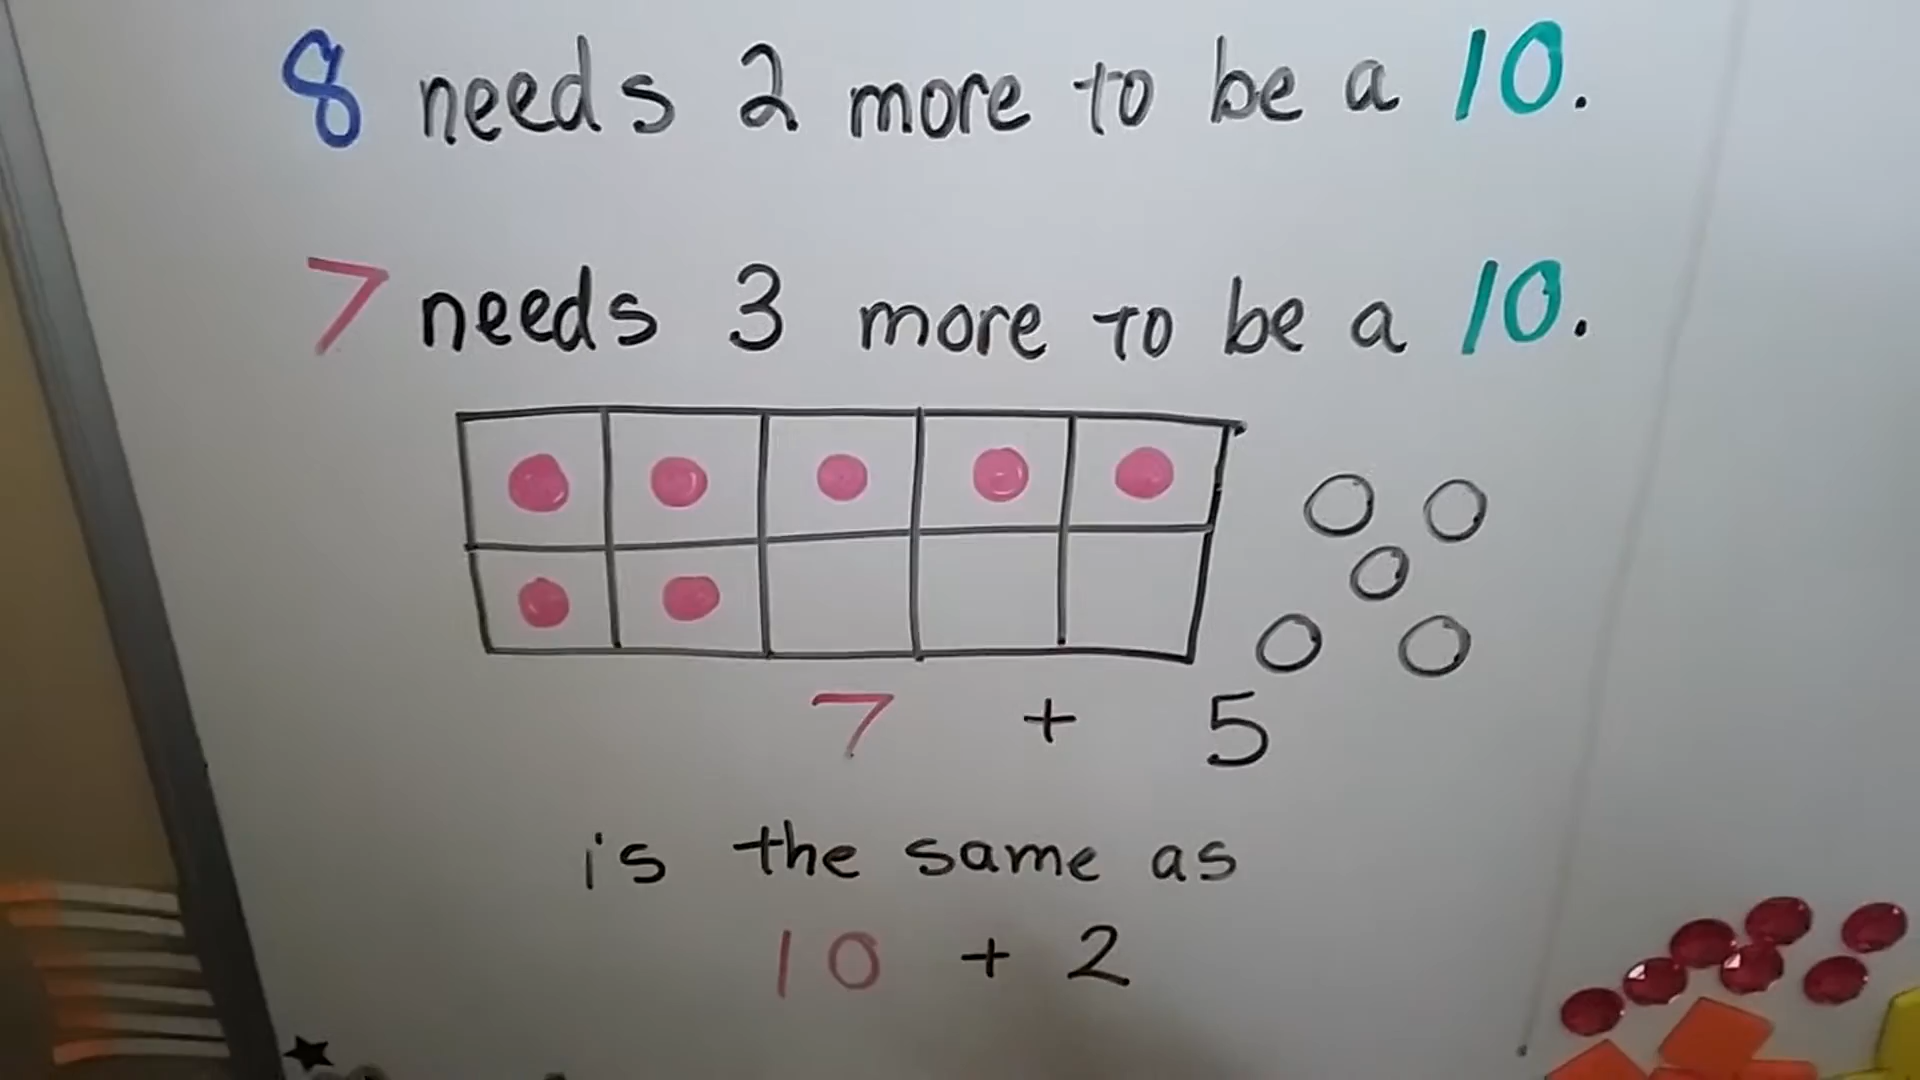 8 needs 2 more to be a 10.
7 needs 3 more to be a 10.
7 + 5
is the same as
10 + 2